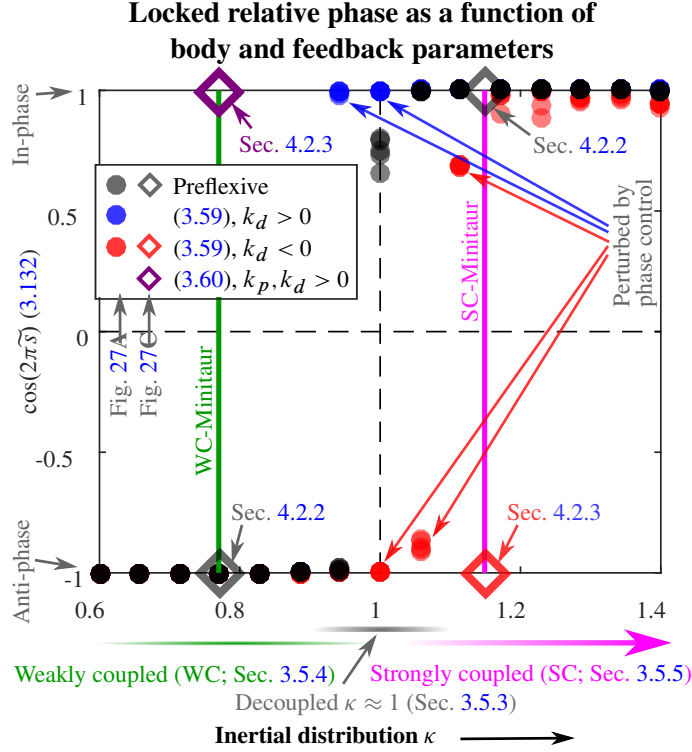 Locked relative phase as a function of
body and feedback parameters
In-phase
1
0.5
0
-0.5
-1
Anti-phase
cos(2πs̃) (3.132)
Sec. 4.2.3
Sec. 4.2.2
Preflexive
(3.59), k_d > 0
(3.59), k_d < 0
(3.60), k_p, k_d > 0
Fig. 27A
Fig. 27C
WC-Minitaur
SC-Minitaur
Perturbed by
phase control
Sec. 4.2.2
Sec. 4.2.3
0.6
0.8
1
1.2
1.4
Weakly coupled (WC; Sec. 3.5.4)
Strongly coupled (SC; Sec. 3.5.5)
Decoupled κ ≈ 1 (Sec. 3.5.3)
Inertial distribution κ